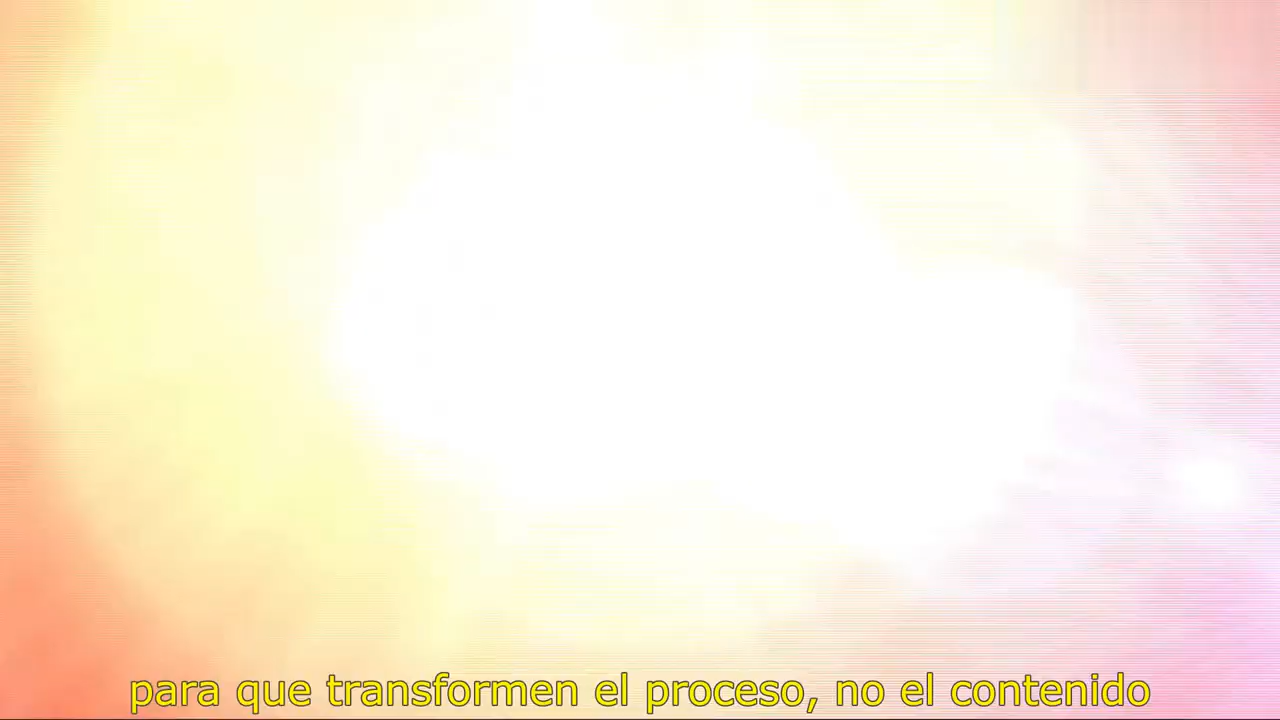 para que transformen el proceso, no el contenido